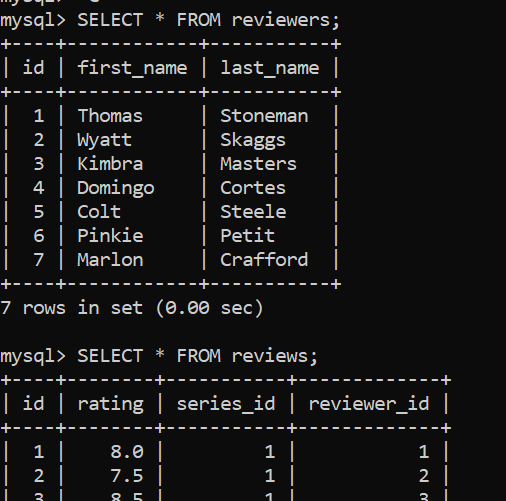 mysql> SELECT * FROM reviewers;
+----+------------+-----------+
| id | first_name | last_name |
+----+------------+-----------+
|  1 | Thomas     | Stoneman  |
|  2 | Wyatt      | Skaggs    |
|  3 | Kimbra     | Masters   |
|  4 | Domingo    | Cortes    |
|  5 | Colt       | Steele    |
|  6 | Pinkie     | Petit     |
|  7 | Marlon     | Crafford  |
+----+------------+-----------+
7 rows in set (0.00 sec)
mysql> SELECT * FROM reviews;
+----+--------+-----------+-------------+
| id | rating | series_id | reviewer_id |
+----+--------+-----------+-------------+
|  1 |    8.0 |         1 |           1 |
|  2 |    7.5 |         1 |           2 |
|  3 |    8.5 |         1 |           3 |